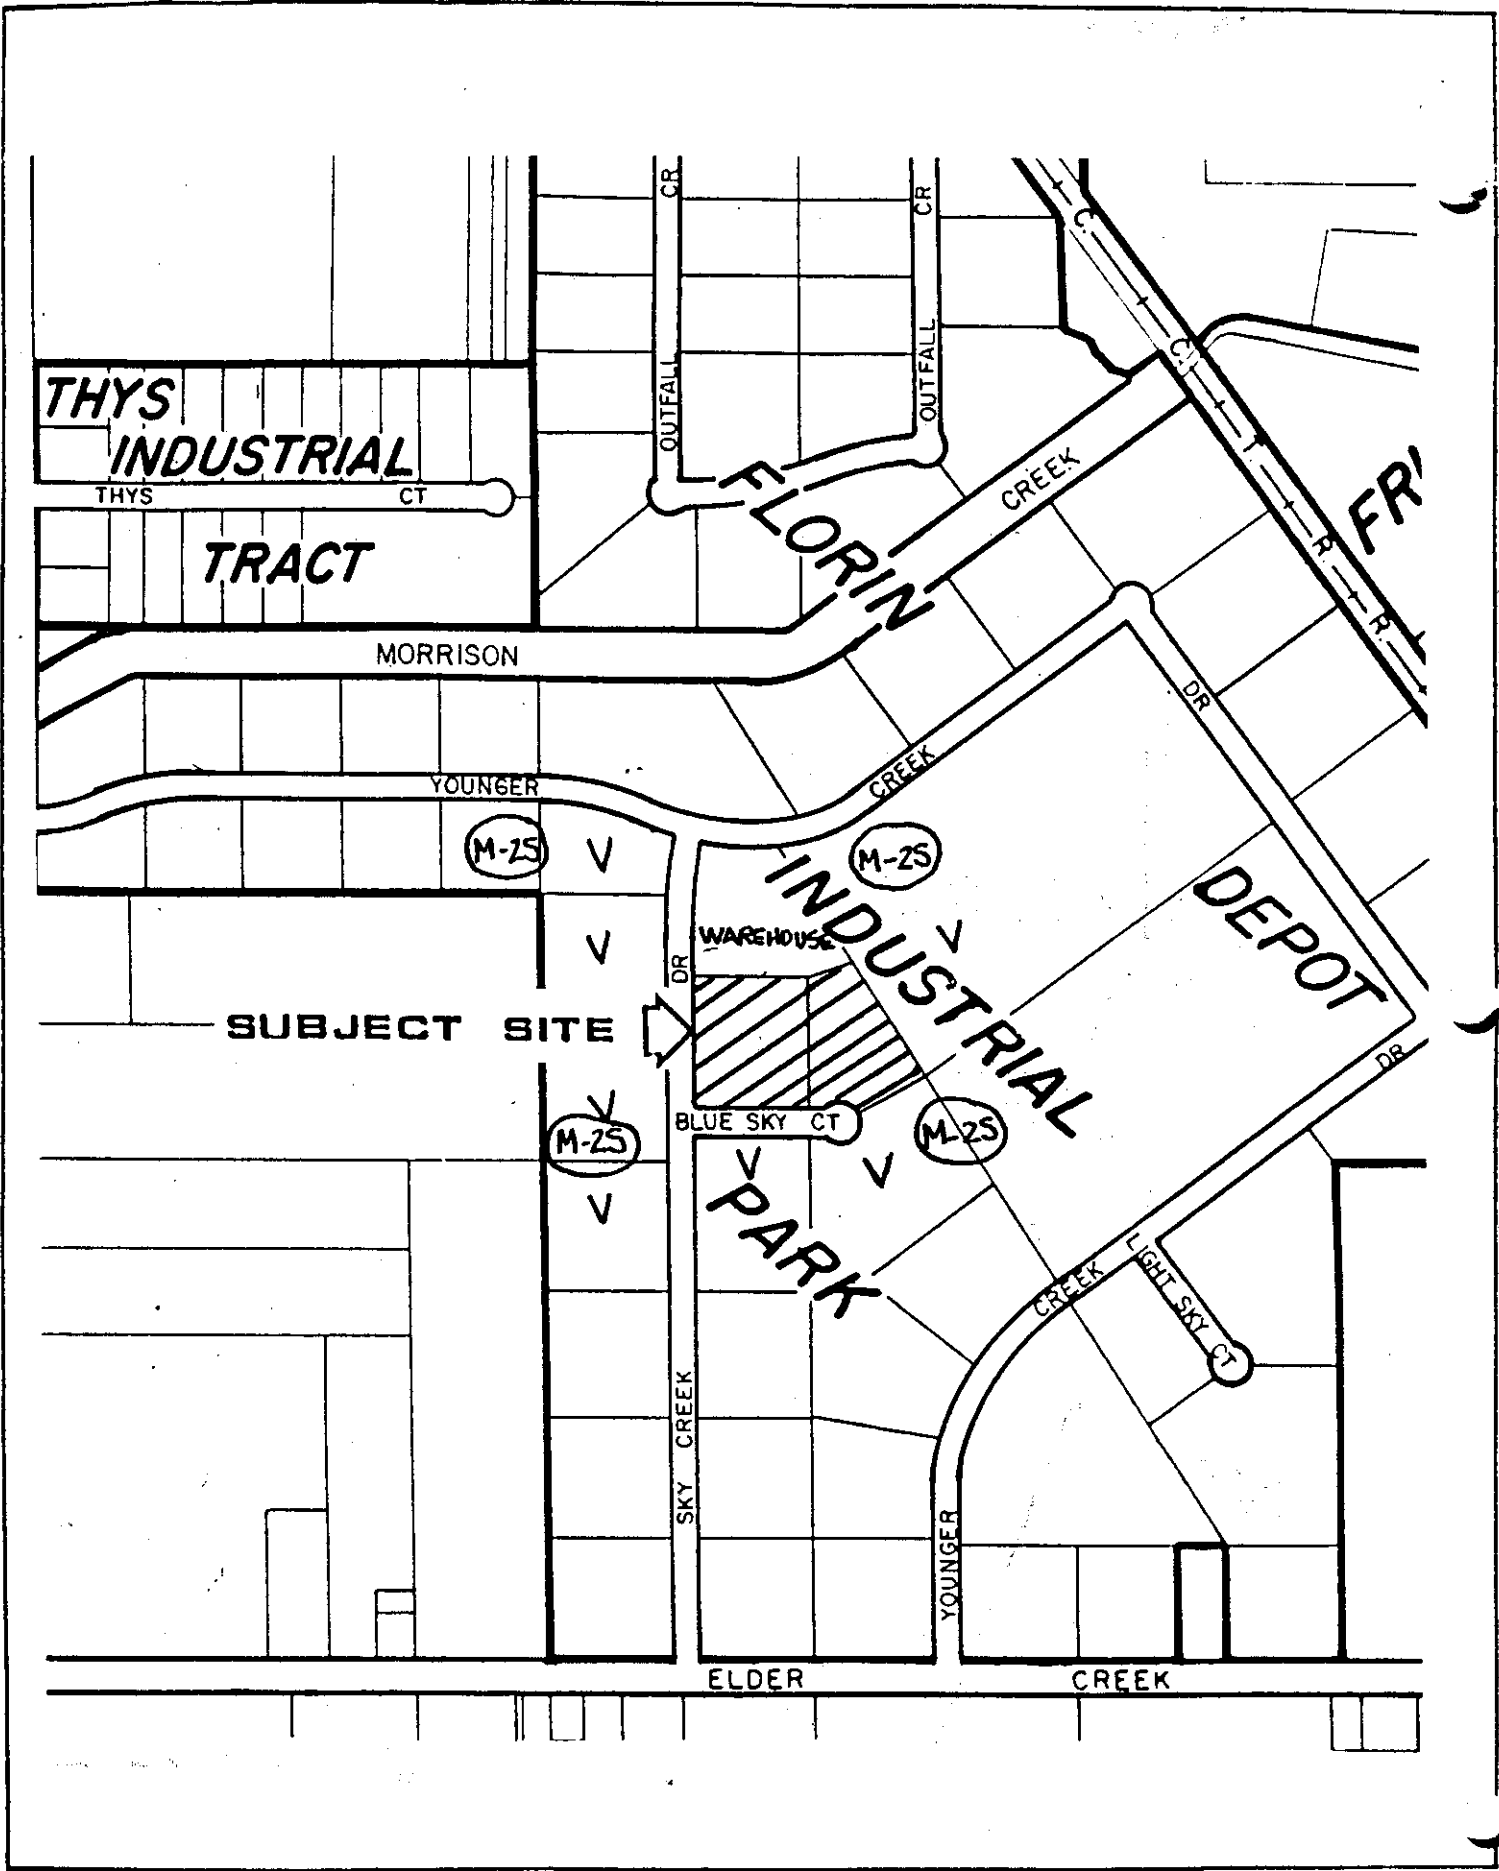 CR
CR
C.
C.
T.
R.
R.
OUTFALL
OUTFALL
THYS
INDUSTRIAL
THYS CT
TRACT
FLORIN
CREEK
FRU
MORRISON
DR
YOUNGER
CREEK
M-2S
V
M-2S
INDUSTRIAL
DEPOT
V
WAREHOUSE
V
DR
SUBJECT SITE
DR
V
BLUE SKY CT
M-2S
M-2S
V
V
V
PARK
CREEK
LIGHT SKY CT
SKY CREEK
YOUNGER
ELDER CREEK